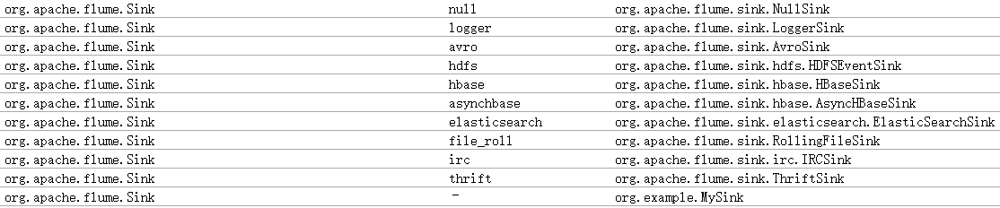 org.apache.flume.Sink null org.apache.flume.sink.NullSink
org.apache.flume.Sink logger org.apache.flume.sink.LoggerSink
org.apache.flume.Sink avro org.apache.flume.sink.AvroSink
org.apache.flume.Sink hdfs org.apache.flume.sink.hdfs.HDFSEventSink
org.apache.flume.Sink hbase org.apache.flume.sink.hbase.HBaseSink
org.apache.flume.Sink asynchbase org.apache.flume.sink.hbase.AsyncHBaseSink
org.apache.flume.Sink elasticsearch org.apache.flume.sink.elasticsearch.ElasticSearchSink
org.apache.flume.Sink file_roll org.apache.flume.sink.RollingFileSink
org.apache.flume.Sink irc org.apache.flume.sink.irc.IRCSink
org.apache.flume.Sink thrift org.apache.flume.sink.ThriftSink
org.apache.flume.Sink - org.example.MySink